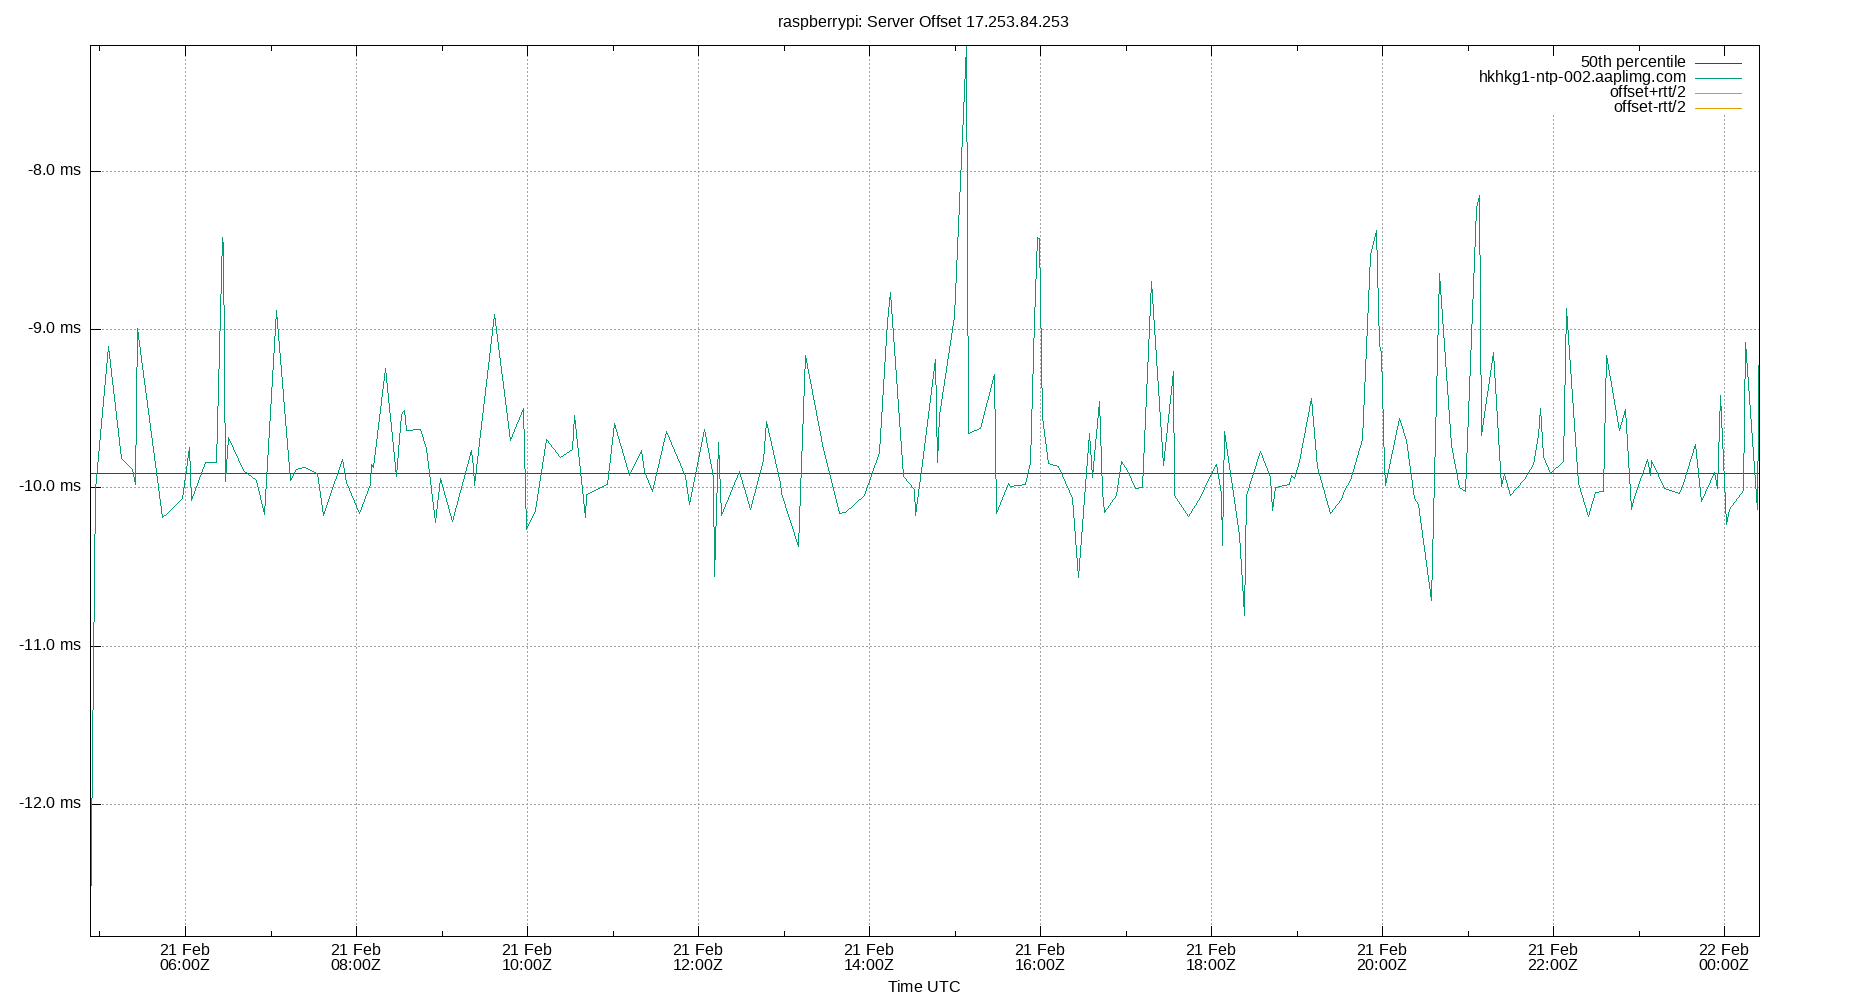 raspberrypi: Server Offset 17.253.84.253
50th percentile
hkhkg1-ntp-002.aaplimg.com
offset+rtt/2
offset-rtt/2
-8.0 ms
-9.0 ms
-10.0 ms
-11.0 ms
-12.0 ms
21 Feb 21 Feb 21 Feb 21 Feb 21 Feb 21 Feb 21 Feb 21 Feb 21 Feb 22 Feb
06:00Z 08:00Z 10:00Z 12:00Z 14:00Z 16:00Z 18:00Z 20:00Z 22:00Z 00:00Z
Time UTC